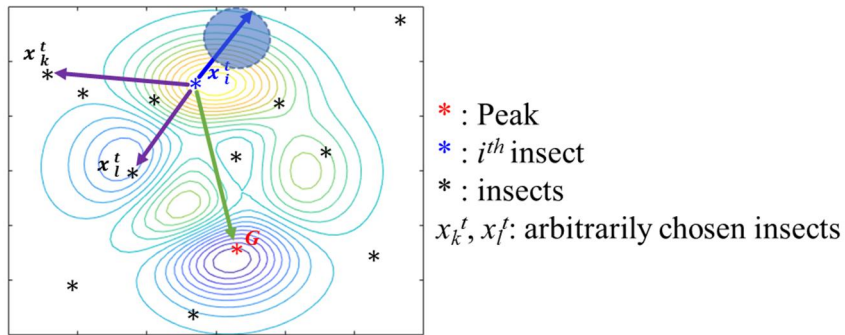 x_k^t
x_i^t
x_l^t
G
* : Peak
* : i^th insect
* : insects
x_k^t, x_l^t: arbitrarily chosen insects